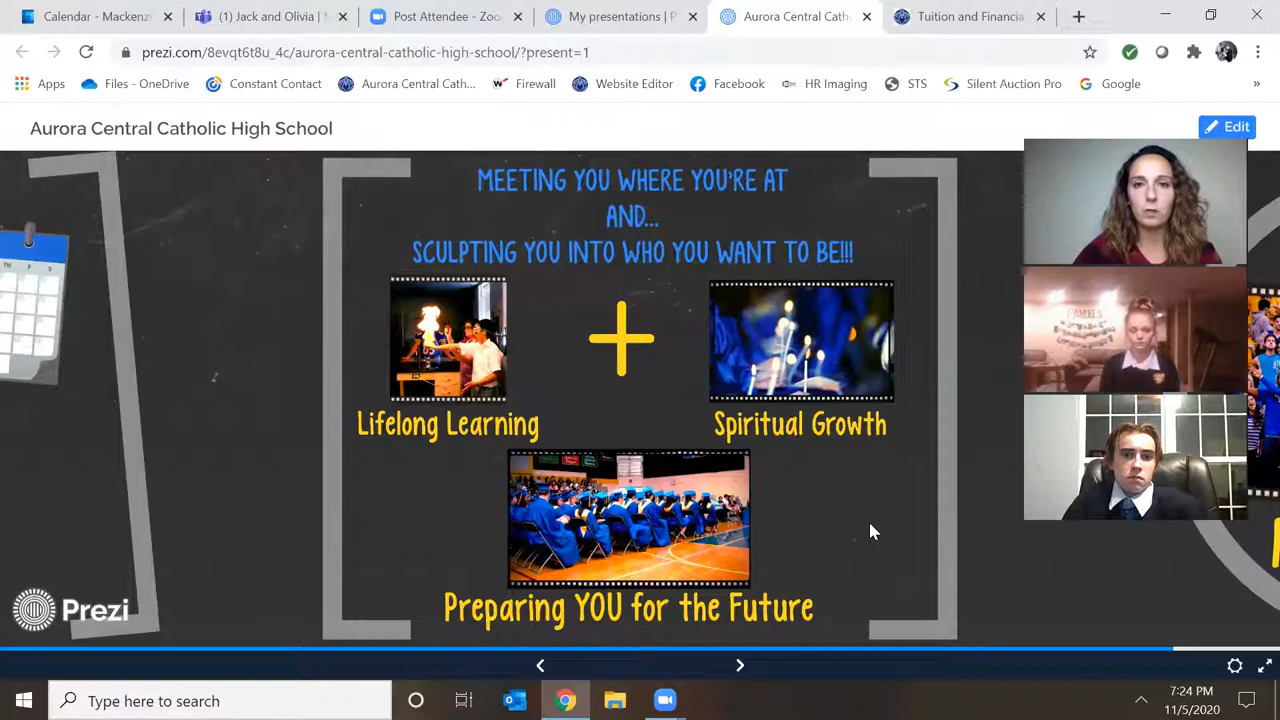 Calendar - Mackenz
(1) Jack and Olivia | M
Post Attendee - Zoo
My presentations | P
Aurora Central Cath
Tuition and Financia
prezi.com/8evqt6t8u_4c/aurora-central-catholic-high-school/?present=1
Apps
Files - OneDrive
Constant Contact
Aurora Central Cat...
Firewall
Website Editor
Facebook
HR Imaging
STS
Silent Auction Pro
Google
»
Aurora Central Catholic High School
Edit
MEETING YOU WHERE YOU'RE AT
AND...
SCULPTING YOU INTO WHO YOU WANT TO BE!!!
TH F S
Lifelong Learning
+
Spiritual Growth
FAMILY
Preparing YOU for the Future
Prezi
Type here to search
7:24 PM
11/5/2020